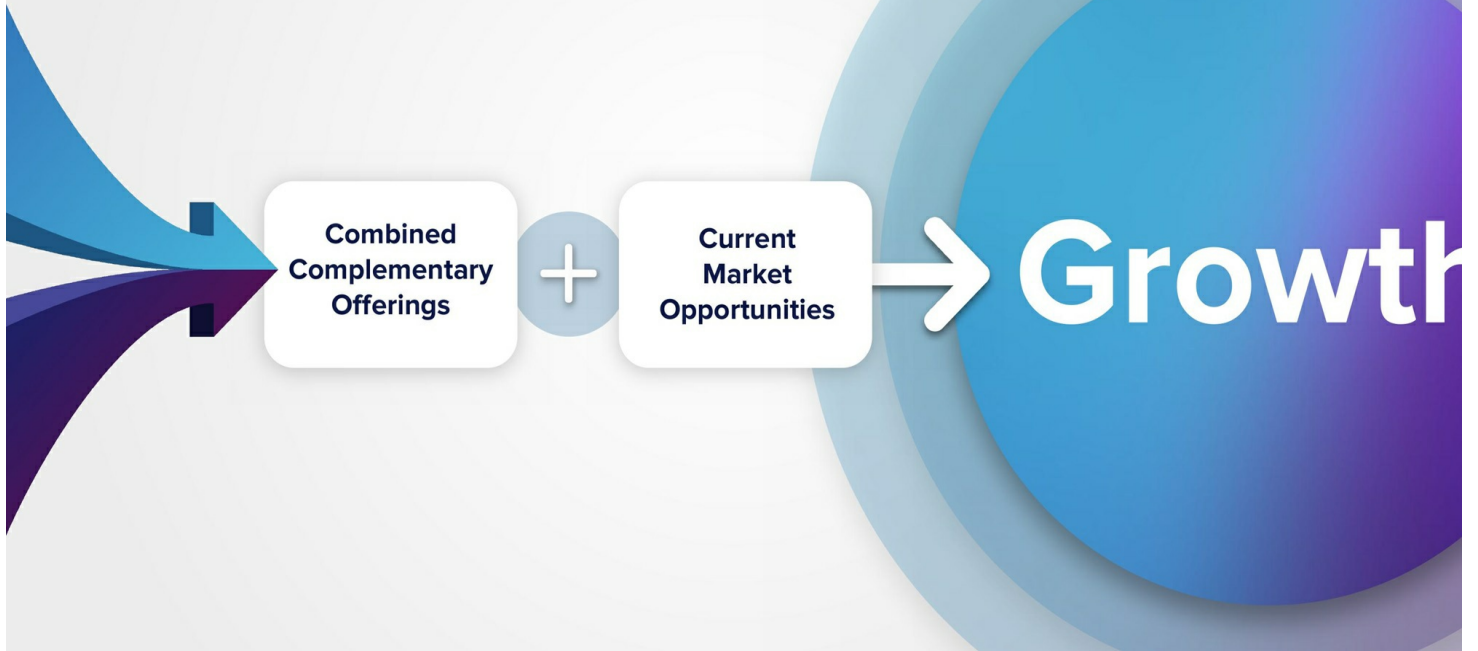 Combined
Complementary
Offerings
+
Current
Market
Opportunities
Growth